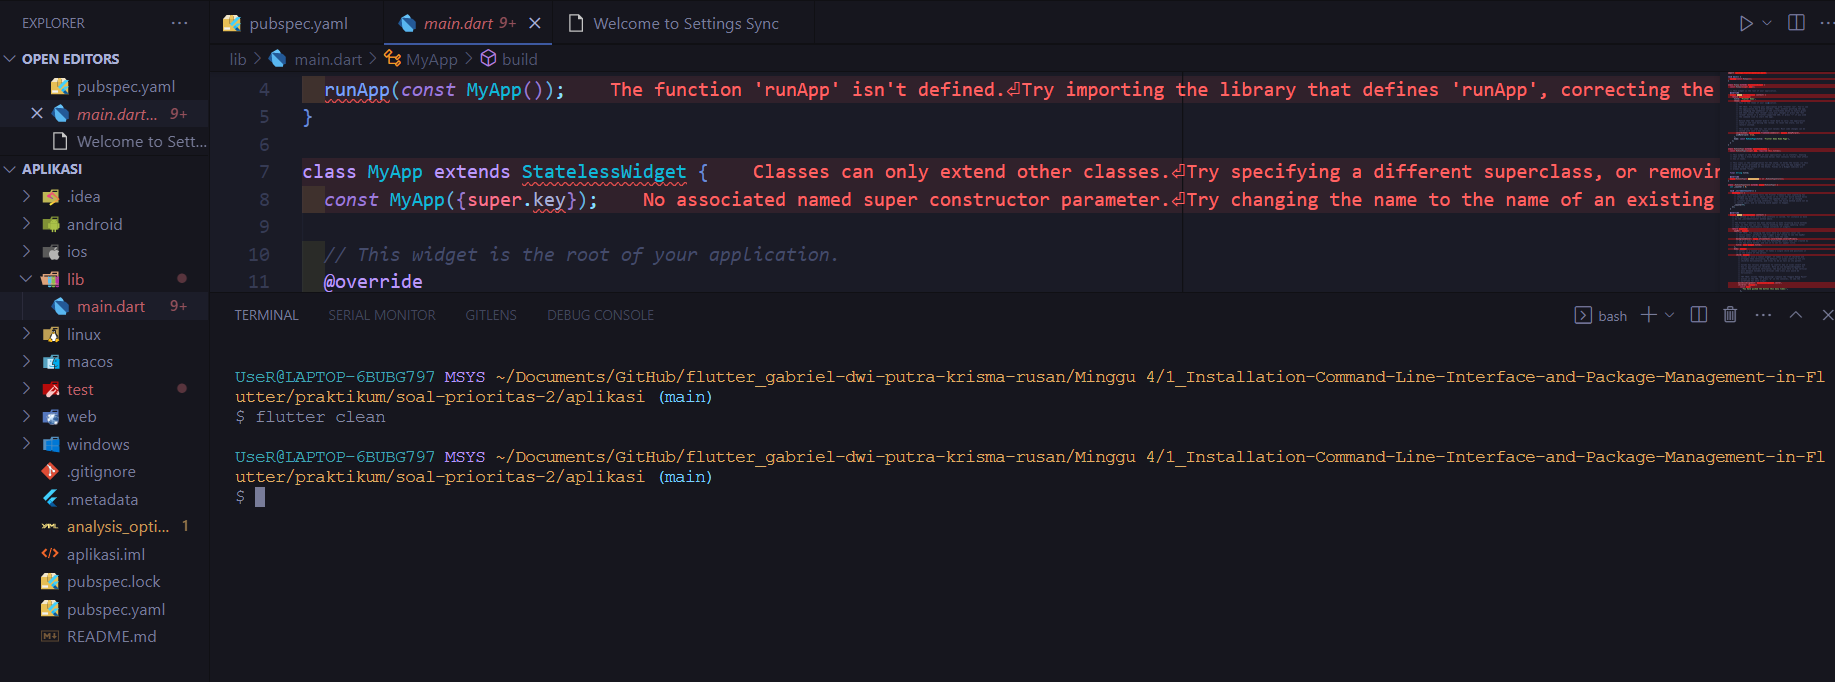 EXPLORER
OPEN EDITORS
pubspec.yaml
main.dart... 9+
Welcome to Sett...
APLIKASI
.idea
android
ios
lib
main.dart 9+
linux
macos
test
web
windows
.gitignore
.metadata
analysis_opti... 1
aplikasi.iml
pubspec.lock
pubspec.yaml
README.md
pubspec.yaml
main.dart 9+
Welcome to Settings Sync
lib > main.dart > MyApp > build
4 runApp(const MyApp()); The function 'runApp' isn't defined.⏎Try importing the library that defines 'runApp', correcting the
5 }
6
7 class MyApp extends StatelessWidget { Classes can only extend other classes.⏎Try specifying a different superclass, or removin
8 const MyApp({super.key}); No associated named super constructor parameter.⏎Try changing the name to the name of an existing
9
10 // This widget is the root of your application.
11 @override
TERMINAL SERIAL MONITOR GITLENS DEBUG CONSOLE
bash
UseR@LAPTOP-6BUBG797 MSYS ~/Documents/GitHub/flutter_gabriel-dwi-putra-krisma-rusan/Minggu 4/1_Installation-Command-Line-Interface-and-Package-Management-in-Fl
utter/praktikum/soal-prioritas-2/aplikasi (main)
$ flutter clean
UseR@LAPTOP-6BUBG797 MSYS ~/Documents/GitHub/flutter_gabriel-dwi-putra-krisma-rusan/Minggu 4/1_Installation-Command-Line-Interface-and-Package-Management-in-Fl
utter/praktikum/soal-prioritas-2/aplikasi (main)
$